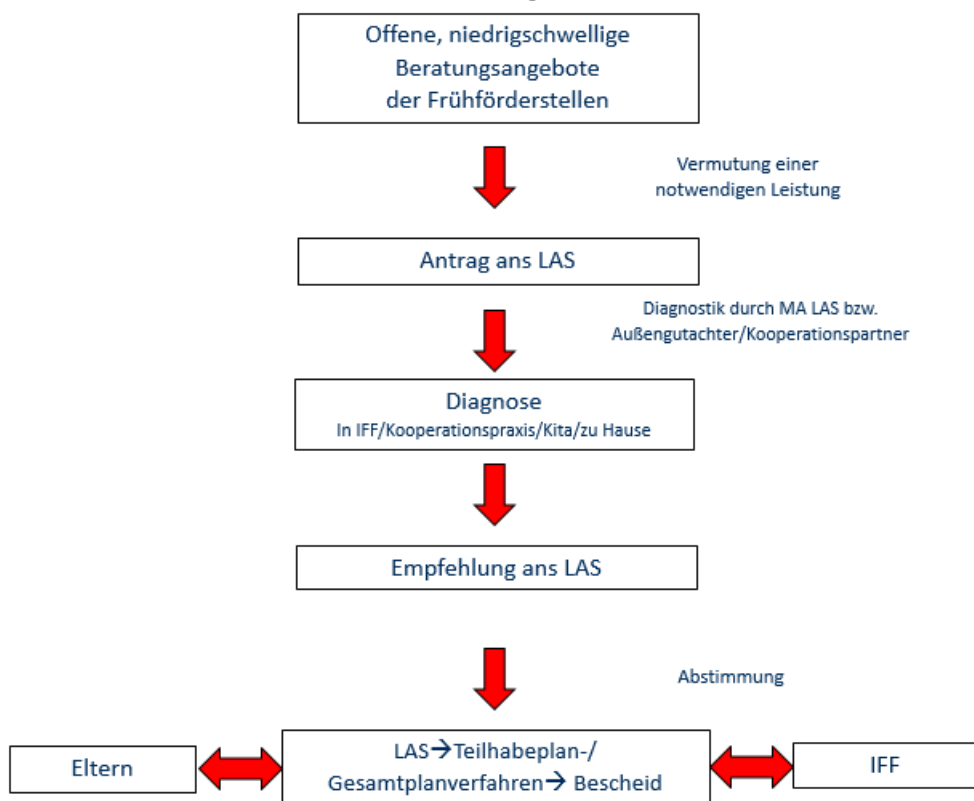 Offene, niedrigschwellige
Beratungsangebote
der Frühförderstellen
Vermutung einer
notwendigen Leistung
Antrag ans LAS
Diagnostik durch MA LAS bzw.
Außengutachter/Kooperationspartner
Diagnose
In IFF/Kooperationspraxis/Kita/zu Hause
Empfehlung ans LAS
Abstimmung
Eltern
LAS→Teilhabeplan-/
Gesamtplanverfahren→ Bescheid
IFF